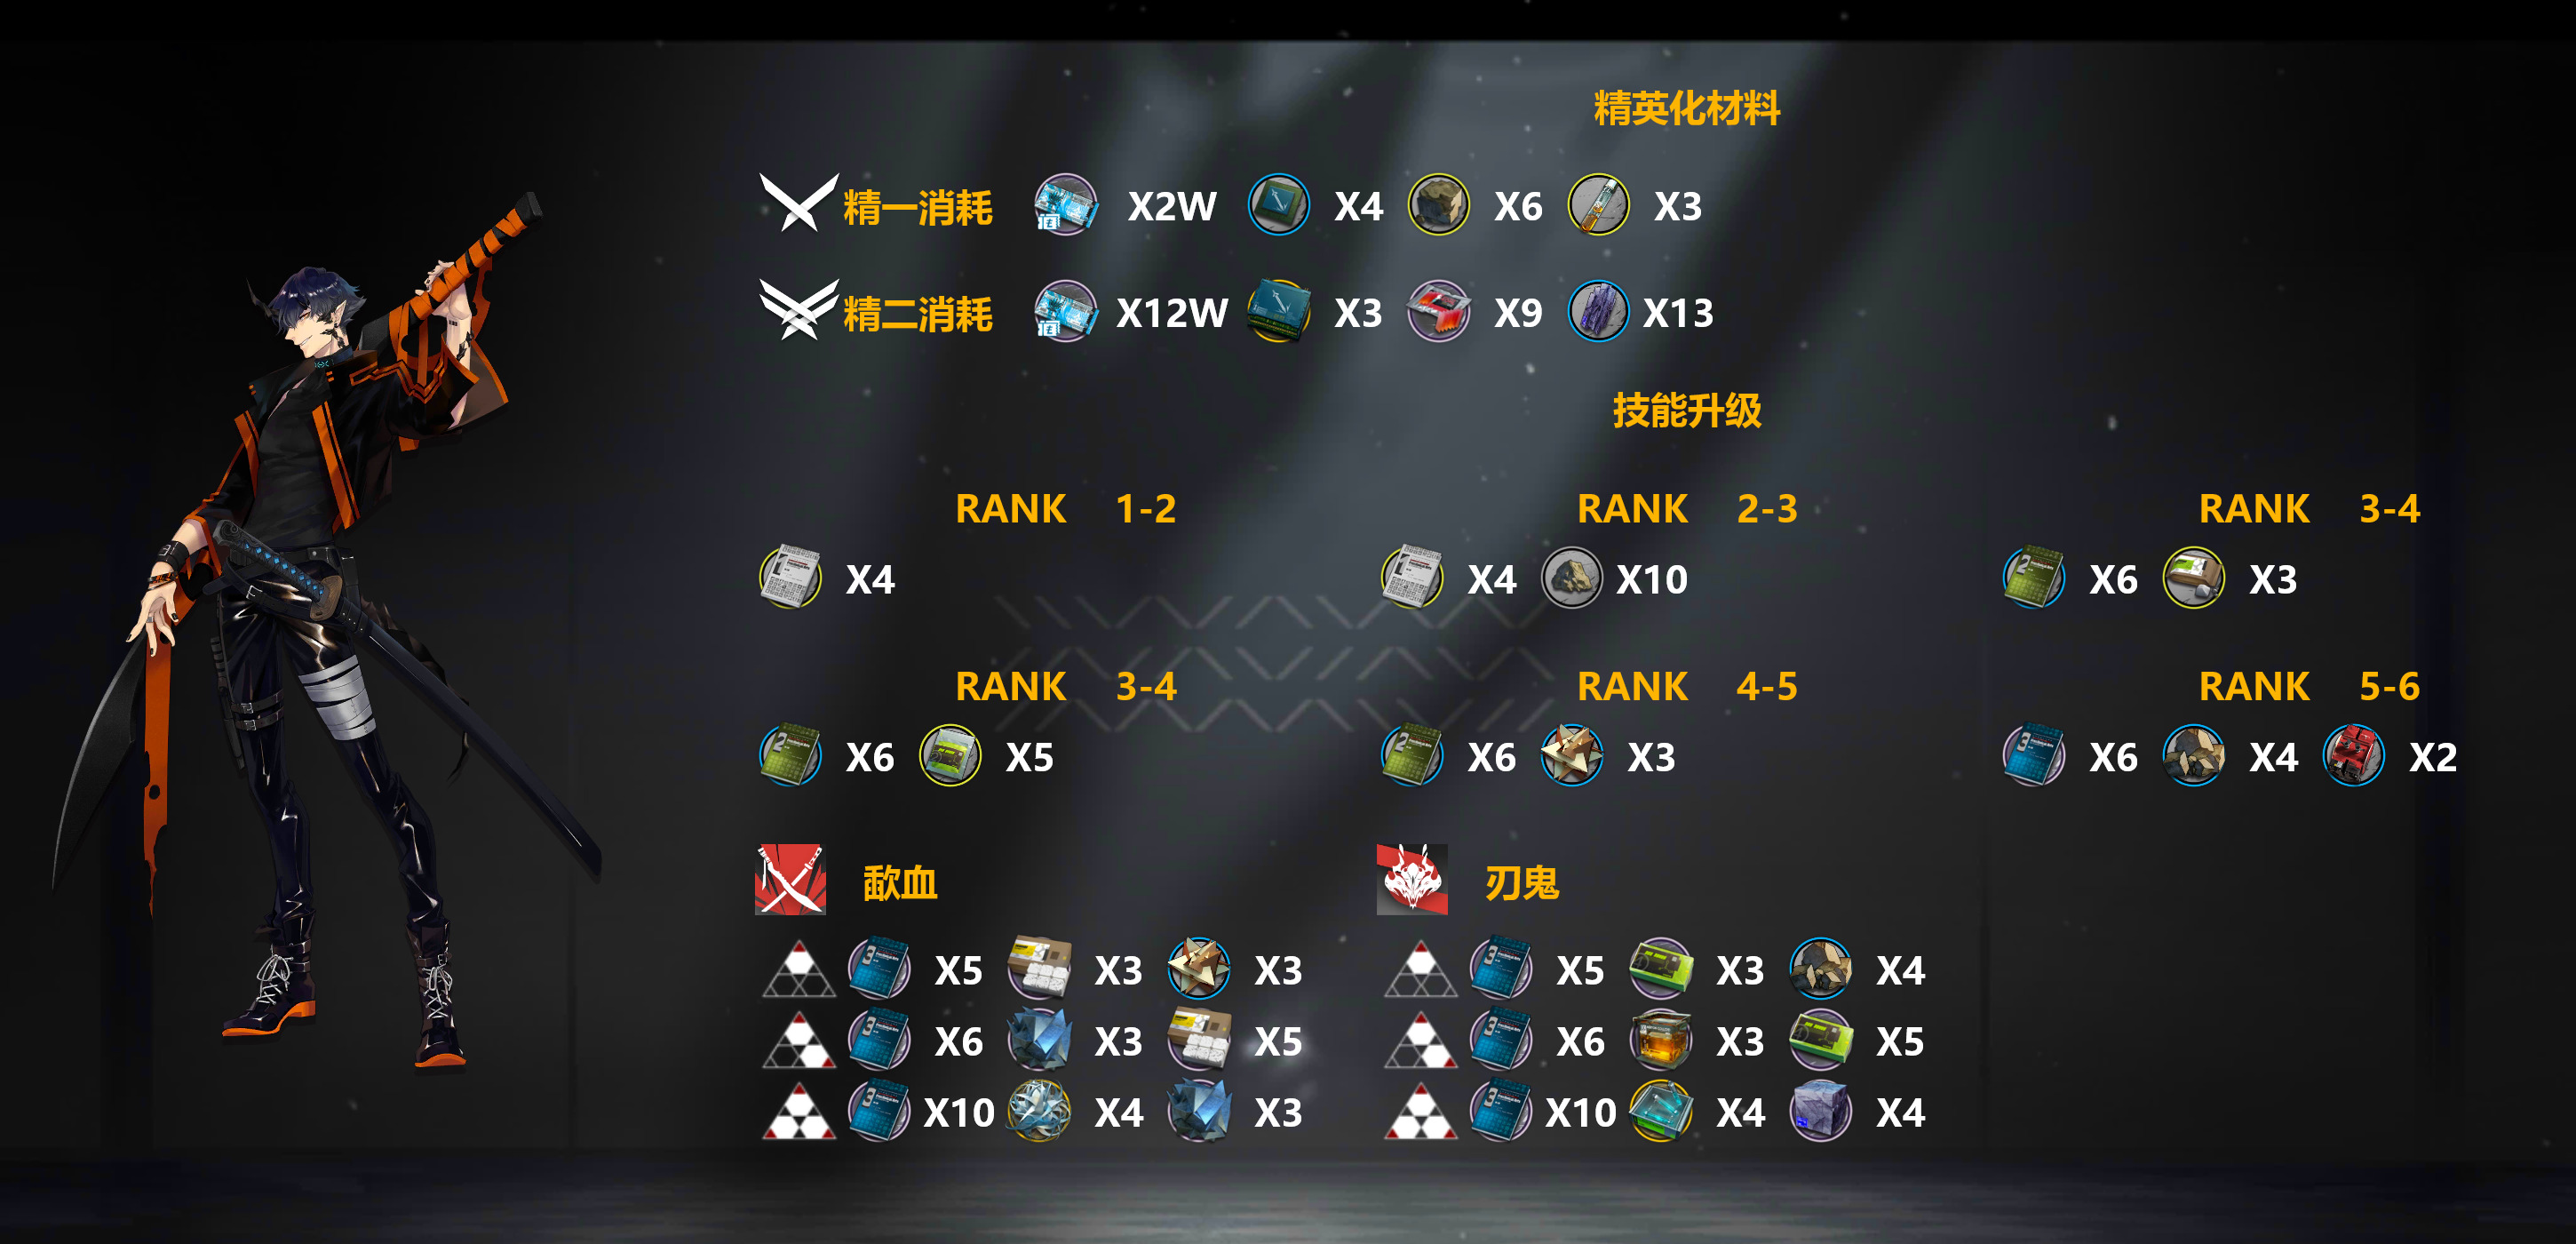 精英化材料
精一消耗 X2W X4 X6 X3
精二消耗 X12W X3 X9 X13
技能升级
RANK 1-2 RANK 2-3 RANK 3-4
X4 X4 X10 X6 X3
RANK 3-4 RANK 4-5 RANK 5-6
X6 X5 X6 X3 X6 X4 X2
歃血 刃鬼
X5 X3 X3 X5 X3 X4
X6 X3 X5 X6 X3 X5
X10 X4 X3 X10 X4 X4